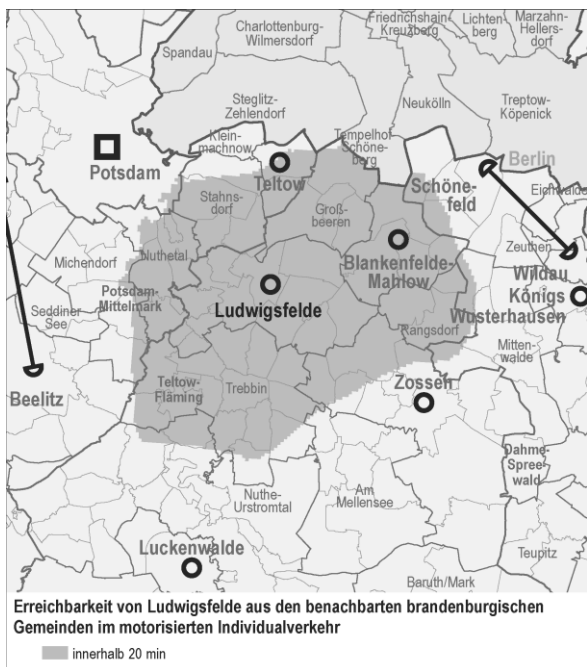 Charlottenburg-
Wilmersdorf
Friedrichshain-
Kreuzberg
Lichten-
berg
Marzahn-
Hellers-
dorf
Spandau
Steglitz-
Zehlendorf
Neukölln
Treptow-
Köpenick
Klein-
machnow
Tempelhof
Schöne-
berg
Potsdam
Teltow
Berlin
Schöne-
feld
Eichwalde
Stahns-
dorf
Groß-
beeren
Michendorf
Nuthetal
Blankenfelde-
Mahlow
Zeuthen
Wildau
Potsdam-
Mittelmark
Königs
Wusterhausen
Seddiner
See
Ludwigsfelde
Rangsdorf
Mitten-
walde
Beelitz
Teltow-
Fläming
Trebbin
Zossen
Dahme-
Spree-
wald
Nuthe-
Urstromtal
Am
Mellensee
Luckenwalde
Teupitz
Baruth/Mark
Erreichbarkeit von Ludwigsfelde aus den benachbarten brandenburgischen
Gemeinden im motorisierten Individualverkehr
innerhalb 20 min